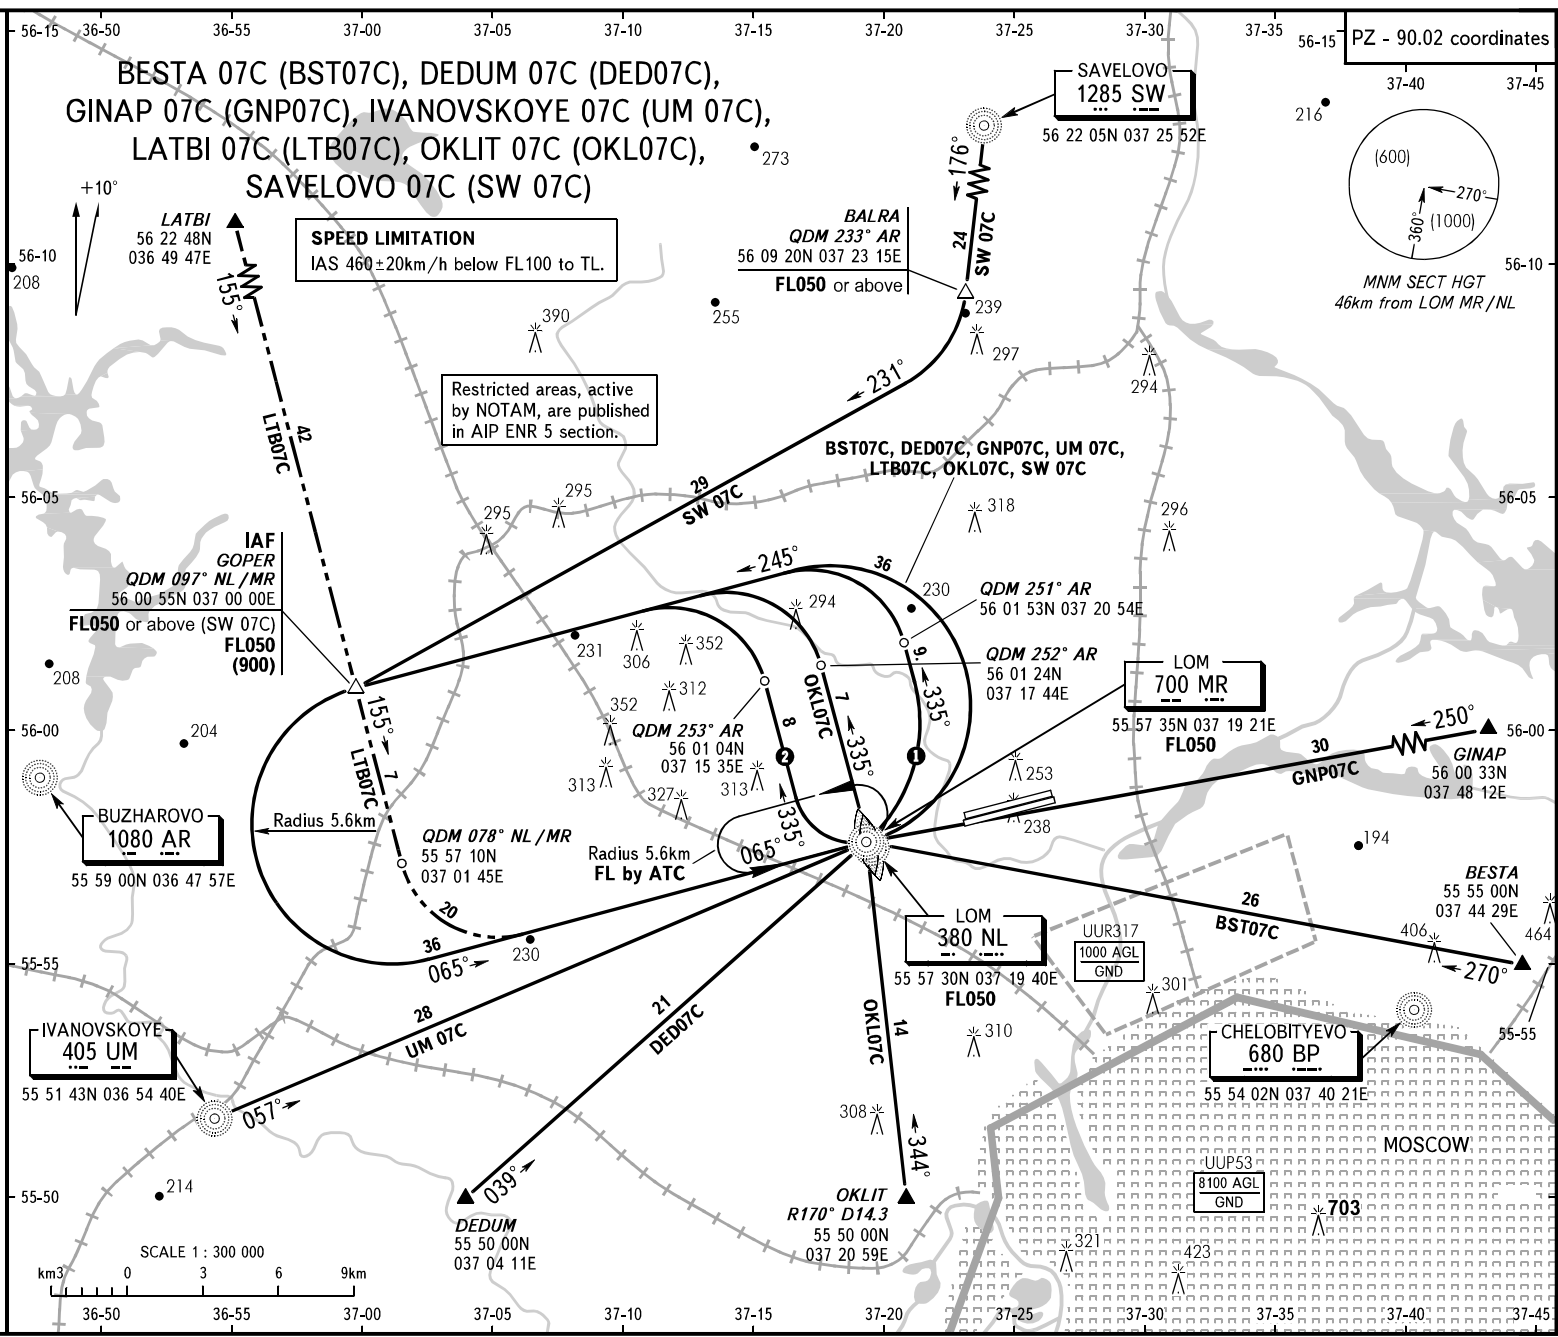 56-15 36-50 36-55 37-00 37-05 37-10 37-15 37-20 37-25 37-30 37-35 56-15
PZ - 90.02 coordinates
37-40 37-45
BESTA 07C (BST07C), DEDUM 07C (DED07C),
GINAP 07C (GNP07C), IVANOVSKOYE 07C (UM 07C),
LATBI 07C (LTB07C), OKLIT 07C (OKL07C),
SAVELOVO 07C (SW 07C)
SAVELOVO
1285 SW
56 22 05N 037 25 52E
216
(600)
270°
360°
(1000)
MNM SECT HGT
46km from LOM MR/NL
273
+10°
LATBI
56 22 48N
036 49 47E
SPEED LIMITATION
IAS 460±20km/h below FL100 to TL.
176°
24
SW 07C
BALRA
QDM 233° AR
56 09 20N 037 23 15E
FL050 or above
56-10
56-10
208
155°
390
255
239
297
294
231°
Restricted areas, active
by NOTAM, are published
in AIP ENR 5 section.
42
LTB07C
BST07C, DED07C, GNP07C, UM 07C,
LTB07C, OKL07C, SW 07C
29
SW 07C
56-05
56-05
295
295
318
296
IAF
GOPER
QDM 097° NL/MR
56 00 55N 037 00 00E
FL050 or above (SW 07C)
FL050
(900)
245°
36
230
QDM 251° AR
56 01 53N 037 20 54E
294
231
306
352
312
352
QDM 252° AR
56 01 24N
037 17 44E
LOM
700 MR
55 57 35N 037 19 21E
FL050
208
204
9.
335°
1
OKL07C
7
335°
8
2
335°
QDM 253° AR
56 01 04N
037 15 35E
56-00
56-00
155°
7
LTB07C
250°
30
GNP07C
GINAP
56 00 33N
037 48 12E
313
327
313
253
238
194
BUZHAROVO
1080 AR
55 59 00N 036 47 57E
Radius 5.6km
QDM 078° NL/MR
55 57 10N
037 01 45E
Radius 5.6km
FL by ATC
065°
BESTA
55 55 00N
037 44 29E
26
BST07C
406
464
270°
20
36
065°
230
LOM
380 NL
55 57 30N 037 19 40E
FL050
UUR317
1000 AGL
GND
301
55-55
55-55
28
UM 07C
21
DED07C
14
OKL07C
310
IVANOVSKOYE
405 UM
55 51 43N 036 54 40E
057°
CHELOBITYEVO
680 BP
55 54 02N 037 40 21E
308
344°
MOSCOW
UUP53
8100 AGL
GND
703
55-50
214
039°
DEDUM
55 50 00N
037 04 11E
OKLIT
R170° D14.3
55 50 00N
037 20 59E
321
423
SCALE 1 : 300 000
km3 0 3 6 9km
36-50 36-55 37-00 37-05 37-10 37-15 37-20 37-25 37-30 37-35 37-40 37-45